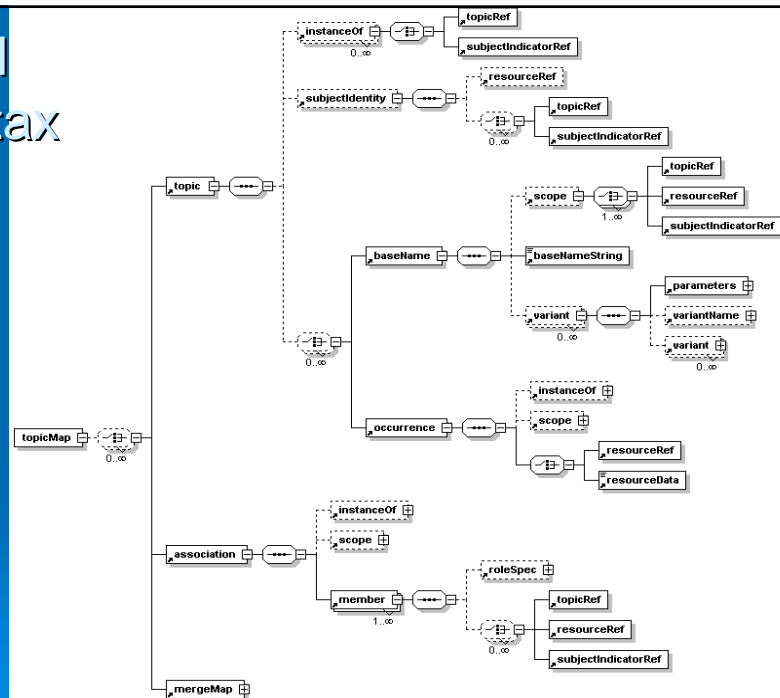 tax
topicRef
instanceOf
0..∞
subjectIndicatorRef
resourceRef
subjectIdentity
topicRef
0..∞
subjectIndicatorRef
topic
topicRef
scope
resourceRef
1..∞
subjectIndicatorRef
baseName
baseNameString
parameters
variant
variantName
0..∞
variant
0..∞
0..∞
instanceOf
occurrence
scope
topicMap
0..∞
resourceRef
resourceData
instanceOf
scope
association
roleSpec
member
topicRef
1..∞
resourceRef
0..∞
subjectIndicatorRef
mergeMap